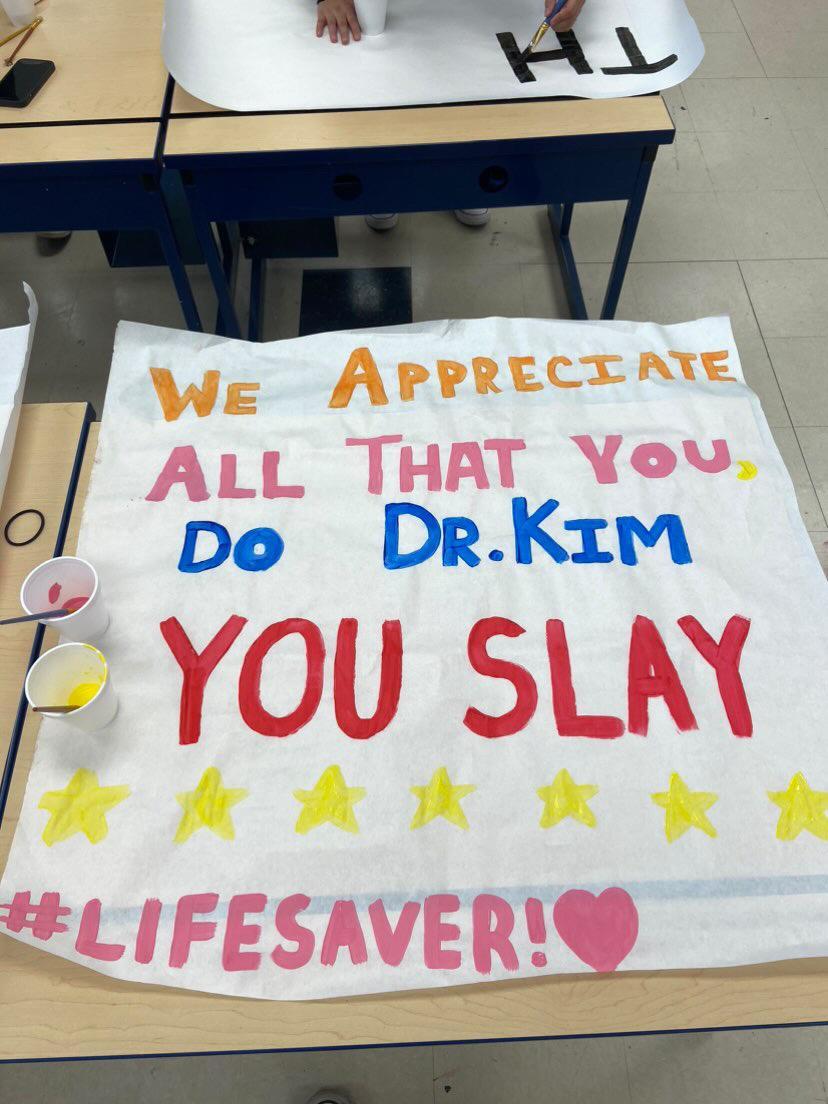 TH
WE APPRECIATE
ALL THAT YOU,
DO DR.KIM
YOU SLAY
#LIFESAVER!